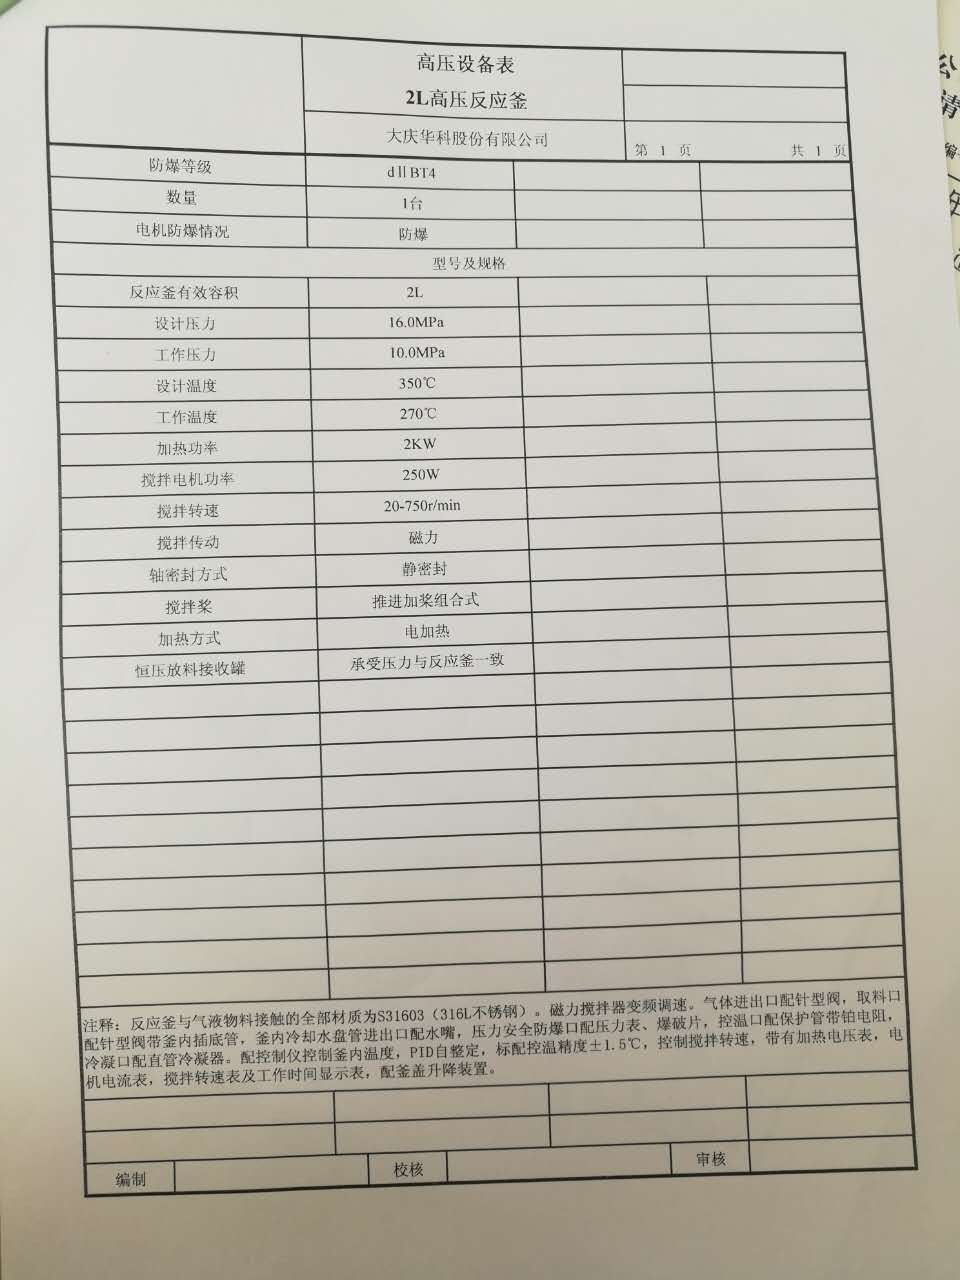 高压设备表
2L高压反应釜
大庆华科股份有限公司
第 1 页 共 1 页
防爆等级 dⅡBT4
数量 1台
电机防爆情况 防爆
型号及规格
反应釜有效容积 2L
设计压力 16.0MPa
工作压力 10.0MPa
设计温度 350℃
工作温度 270℃
加热功率 2KW
搅拌电机功率 250W
搅拌转速 20-750r/min
搅拌传动 磁力
轴密封方式 静密封
搅拌桨 推进加桨组合式
加热方式 电加热
恒压放料接收罐 承受压力与反应釜一致
注释：反应釜与气液物料接触的全部材质为S31603（316L不锈钢）。磁力搅拌器变频调速。气体进出口配针型阀，取料口
配针型阀带釜内插底管，釜内冷却水盘管进出口配水嘴，压力安全防爆口配压力表、爆破片，控温口配保护管带铂电阻，
冷凝口配直管冷凝器。配控制仪控制釜内温度，PID自整定，标配控温精度±1.5℃，控制搅拌转速，带有加热电压表，电
机电流表，搅拌转速表及工作时间显示表，配釜盖升降装置。
编制 校核 审核
公
请
编